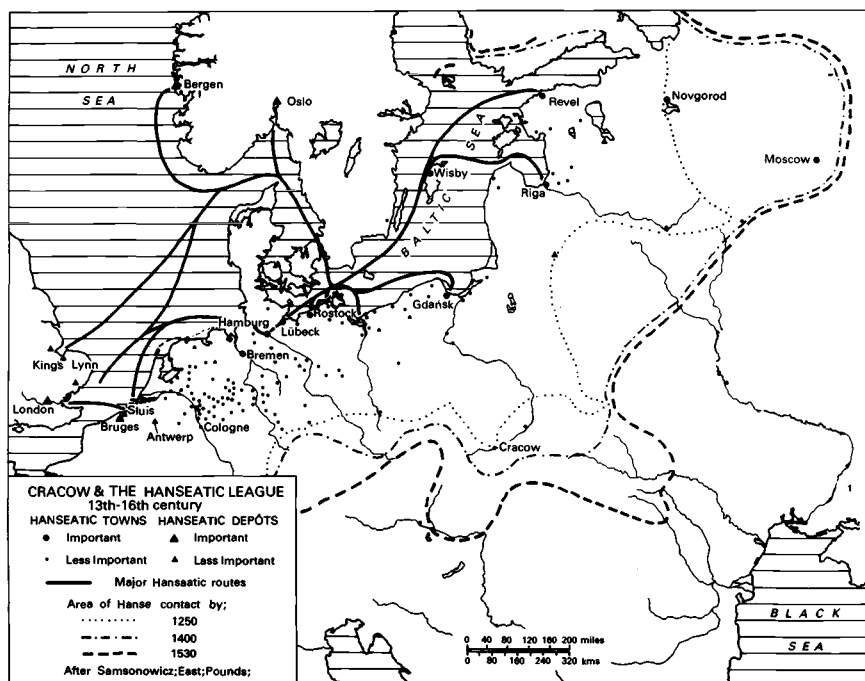 NORTH
SEA
Bergen
Oslo
Revel
Novgorod
Moscow
Wisby
Riga
BALTIC SEA
Gdańsk
Rostock
Lübeck
Hamburg
Bremen
King's Lynn
London
Sluis
Bruges
Antwerp
Cologne
Cracow
BLACK
SEA
CRACOW & THE HANSEATIC LEAGUE
13th-16th century
HANSEATIC TOWNS HANSEATIC DEPÔTS
Important Important
Less Important Lass Important
Major Hansaatic routes
Area of Hanse contact by;
1250
1400
1530
After Samsonowicz;East;Pounds;
0 40 80 120 160 200 miles
0 80 160 240 320 kms